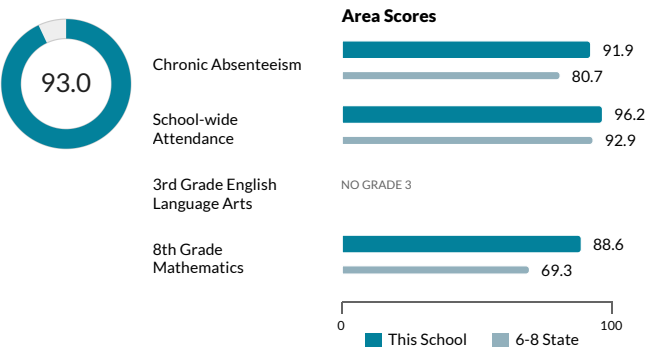 93.0
Area Scores
Chronic Absenteeism
91.9
80.7
School-wide
Attendance
96.2
92.9
3rd Grade English
Language Arts
NO GRADE 3
8th Grade
Mathematics
88.6
69.3
0
100
This School
6-8 State